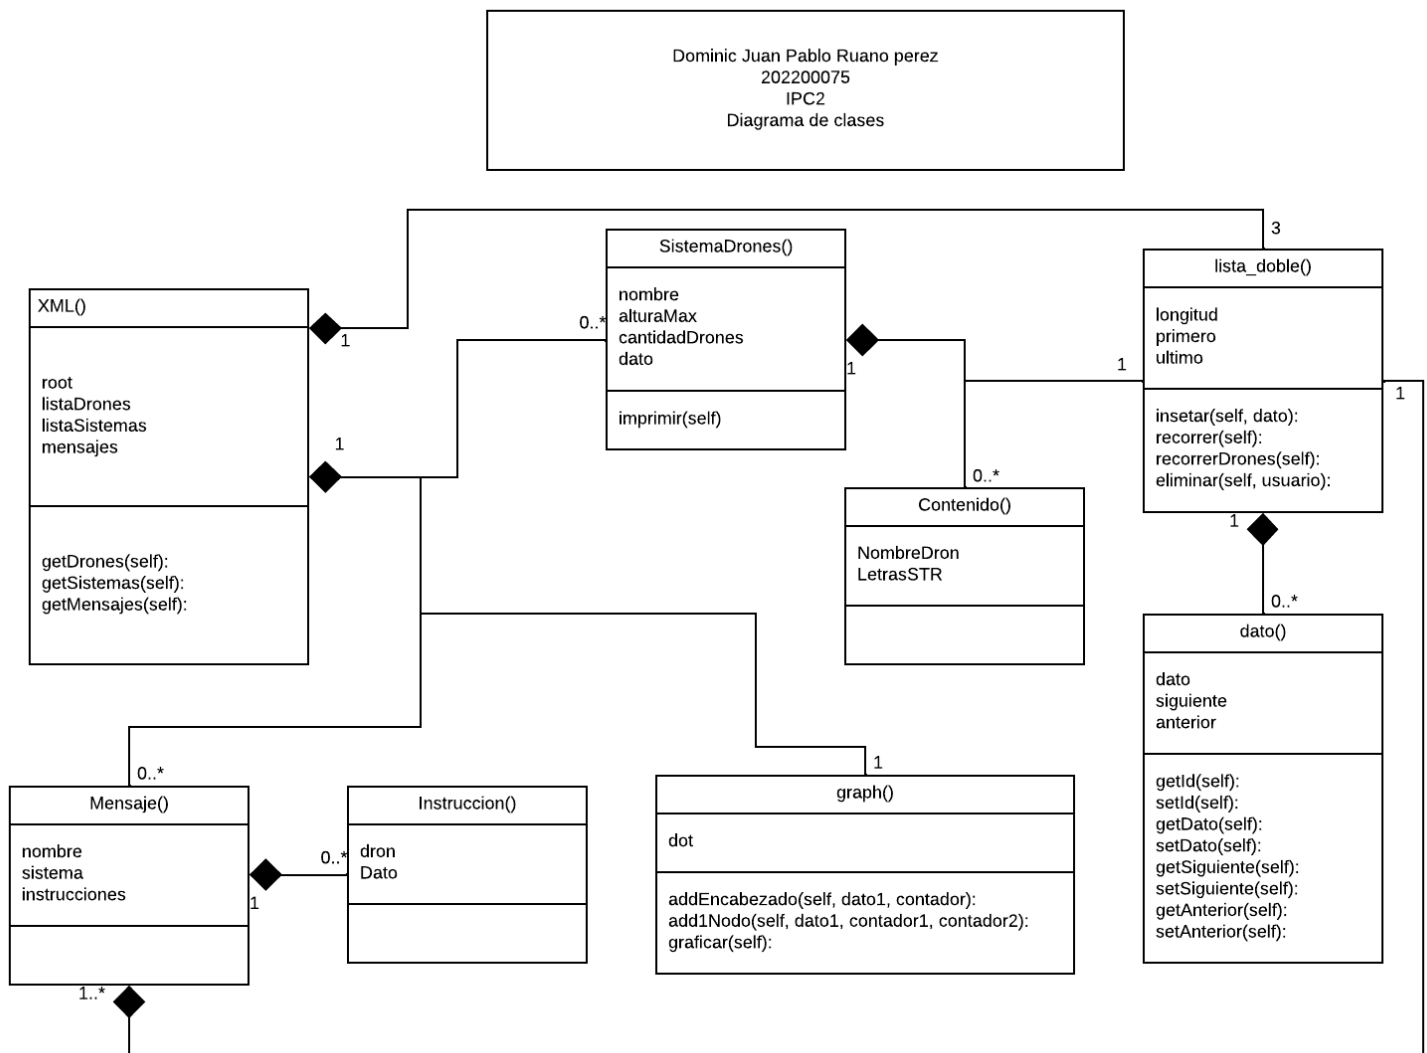 Dominic Juan Pablo Ruano perez
202200075
IPC2
Diagrama de clases
XML()
root
listaDrones
listaSistemas
mensajes
getDrones(self):
getSistemas(self):
getMensajes(self):
1
1
0..*
SistemaDrones()
nombre
alturaMax
cantidadDrones
dato
imprimir(self)
1
3
lista_doble()
longitud
primero
ultimo
insetar(self, dato):
recorrer(self):
recorrerDrones(self):
eliminar(self, usuario):
1
1
1
0..*
Contenido()
NombreDron
LetrasSTR
0..*
dato()
dato
siguiente
anterior
getId(self):
setId(self):
getDato(self):
setDato(self):
getSiguiente(self):
setSiguiente(self):
getAnterior(self):
setAnterior(self):
0..*
Mensaje()
nombre
sistema
instrucciones
1
1..*
0..*
Instruccion()
dron
Dato
1
graph()
dot
addEncabezado(self, dato1, contador):
add1Nodo(self, dato1, contador1, contador2):
graficar(self):